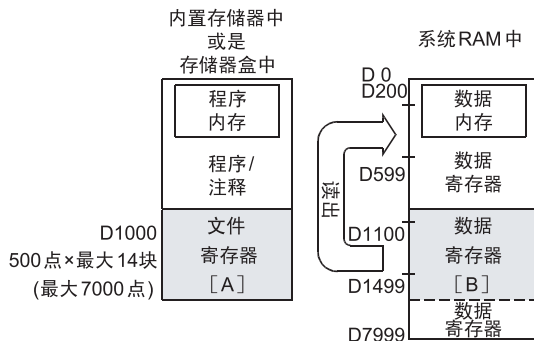 内置存储器中
或是
存储器盒中
程序
内存
程序/
注释
D1000
500点×最大14块
(最大7000点)
文件
寄存器
[A]
系统RAM中
D 0
D200
D599
D1100
D1499
D7999
读出
数据
内存
数据
寄存器
数据
寄存器
[B]
数据
寄存器